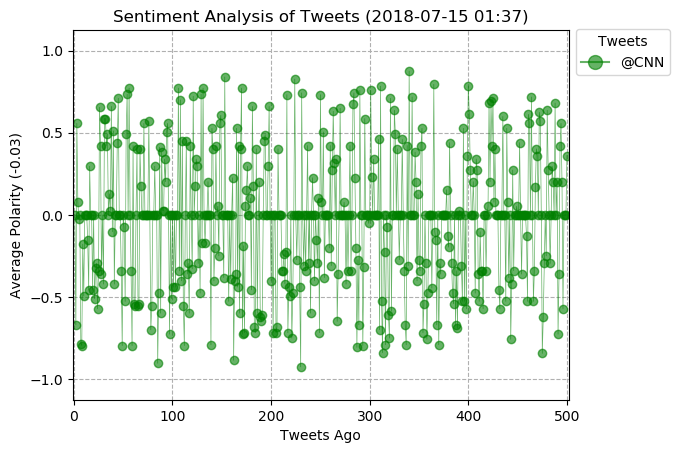 Sentiment Analysis of Tweets (2018-07-15 01:37)
Tweets
@CNN
Average Polarity (-0.03)
1.0
0.5
0.0
−0.5
−1.0
0 100 200 300 400 500
Tweets Ago